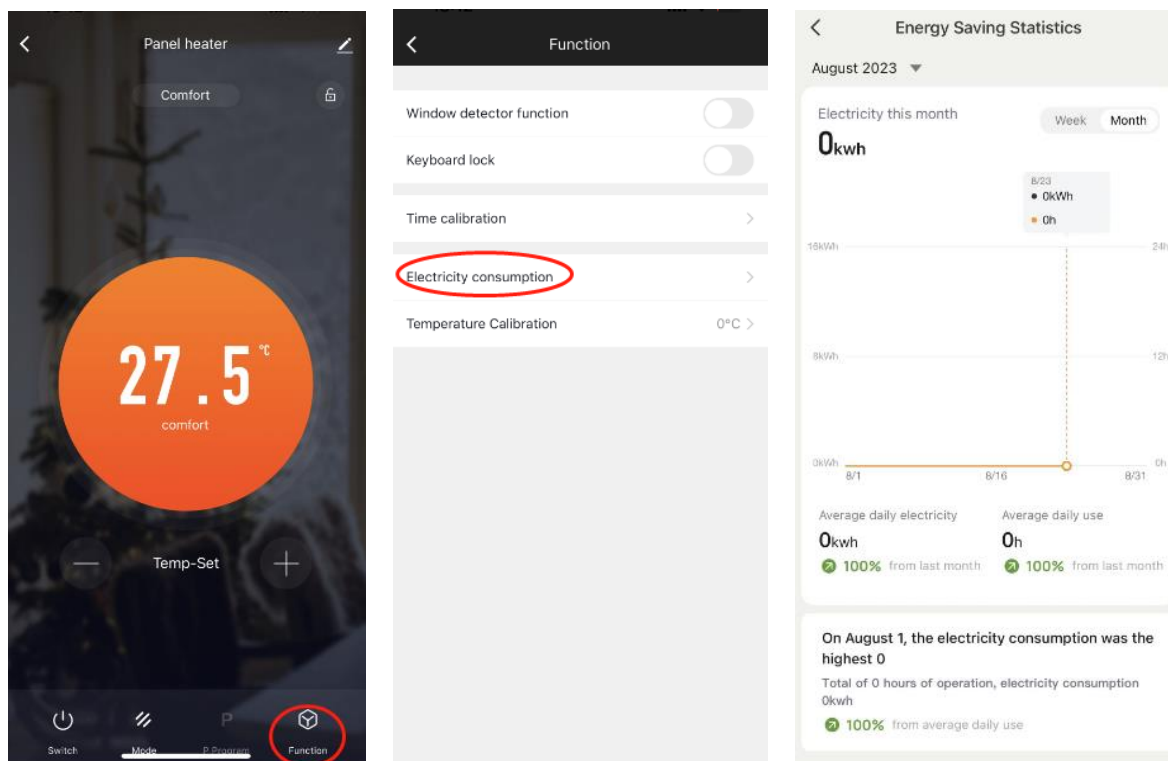 Panel heater
Comfort
27.5 °C
comfort
Temp-Set
Switch
Mode
P
P.Program
Function
Function
Window detector function
Keyboard lock
Time calibration
Electricity consumption
Temperature Calibration 0°C
Energy Saving Statistics
August 2023
Electricity this month
0kwh
Week Month
8/23
0kWh
0h
16kWh 24h
8kWh 12h
0kWh 0h
8/1 8/16 8/31
Average daily electricity
0kwh
100% from last month
Average daily use
0h
100% from last month
On August 1, the electricity consumption was the
highest 0
Total of 0 hours of operation, electricity consumption
0kwh
100% from average daily use